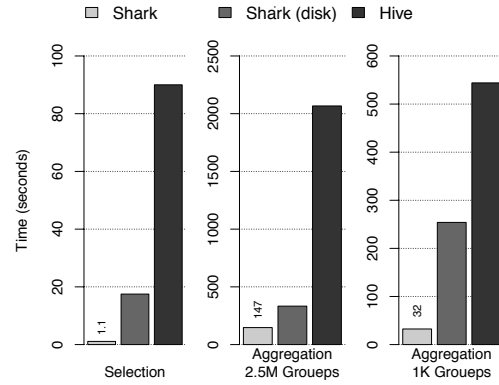 Shark Shark (disk) Hive
Time (seconds)
0 20 40 60 80 100
1.1
Selection
0 500 1000 1500 2000 2500
147
Aggregation
2.5M Groueps
0 100 200 300 400 500 600
32
Aggregation
1K Groueps